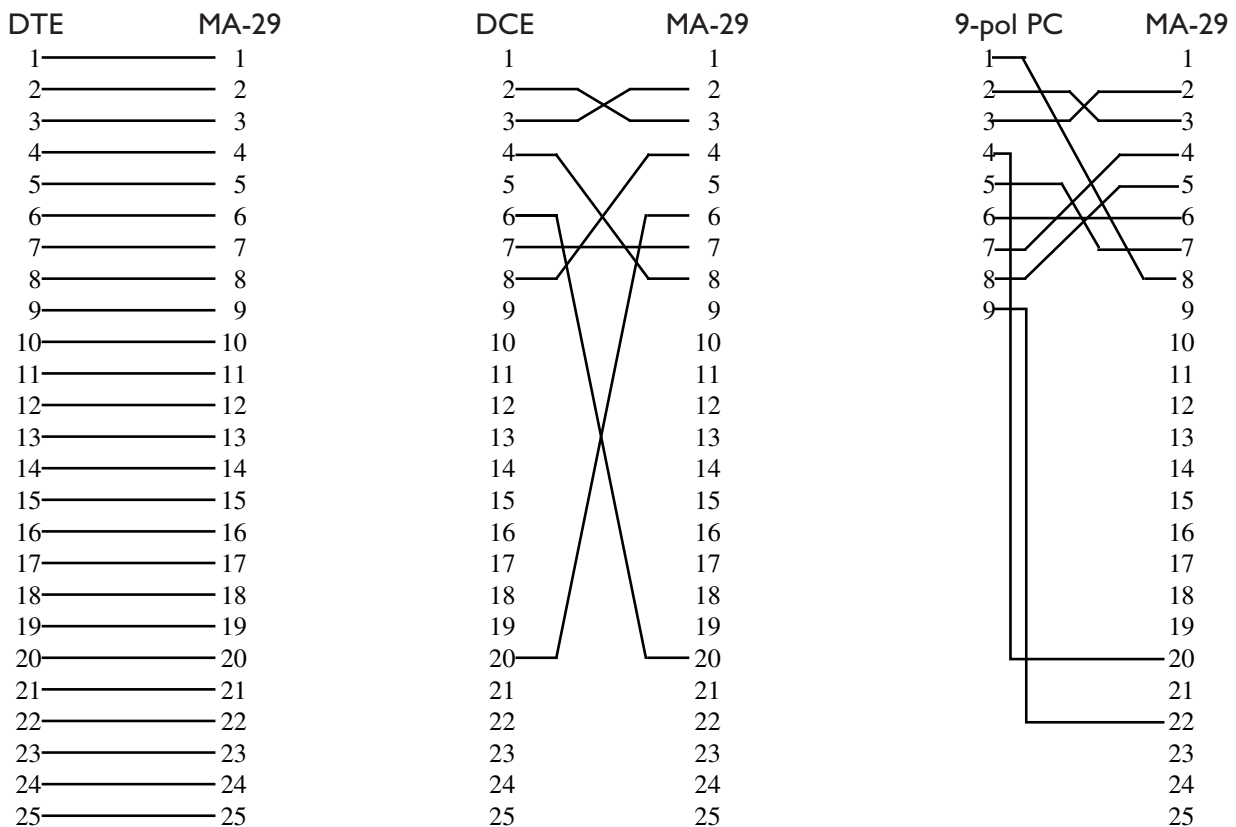 DTE MA-29 DCE MA-29 9-pol PC MA-29
1 1 1 1 1 1
2 2 2 2 2 2
3 3 3 3 3 3
4 4 4 4 4 4
5 5 5 5 5 5
6 6 6 6 6 6
7 7 7 7 7 7
8 8 8 8 8 8
9 9 9 9 9 9
10 10 10 10 10
11 11 11 11 11
12 12 12 12 12
13 13 13 13 13
14 14 14 14 14
15 15 15 15 15
16 16 16 16 16
17 17 17 17 17
18 18 18 18 18
19 19 19 19 19
20 20 20 20 20
21 21 21 21 21
22 22 22 22 22
23 23 23 23 23
24 24 24 24 24
25 25 25 25 25